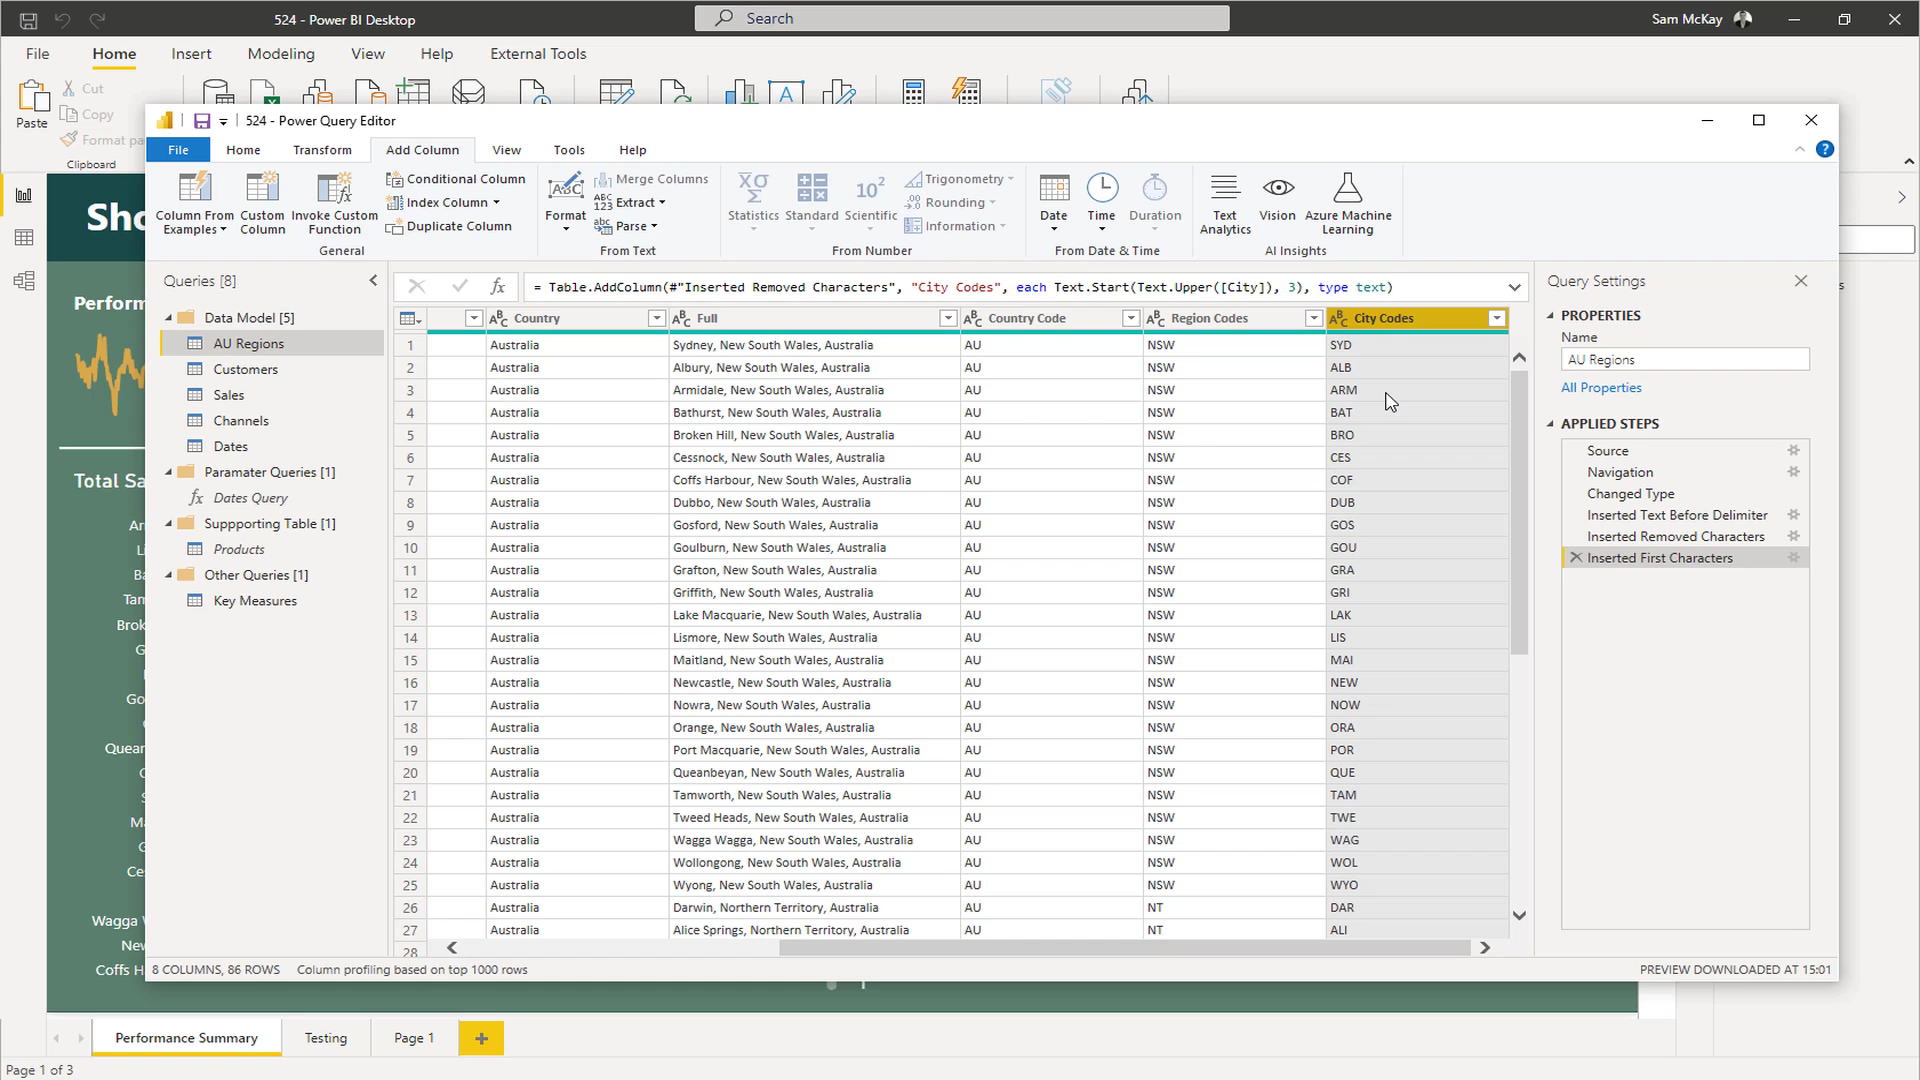 524 - Power BI Desktop
Search
Sam McKay
File Home Insert Modeling View Help External Tools
Paste
Cut
Copy
Format pa
Clipboard
524 - Power Query Editor
File Home Transform Add Column View Tools Help
Column From Examples
Custom Column
Invoke Custom Function
Conditional Column
Index Column
Duplicate Column
General
Format
Merge Columns
Extract
Parse
From Text
Statistics
Standard
Scientific
Trigonometry
Rounding
Information
From Number
Date
Time
Duration
From Date & Time
Text Analytics
Vision
Azure Machine Learning
AI Insights
Sho
Perform
Total Sa
An
Li
Ba
Tam
Brok
G
Go
Quean
C
S
Ma
G
Ces
Wagga W
New
Coffs H
Queries [8]
Data Model [5]
AU Regions
Customers
Sales
Channels
Dates
Paramater Queries [1]
Dates Query
Suppporting Table [1]
Products
Other Queries [1]
Key Measures
= Table.AddColumn(#"Inserted Removed Characters", "City Codes", each Text.Start(Text.Upper([City]), 3), type text)
Country Full Country Code Region Codes City Codes
1 Australia Sydney, New South Wales, Australia AU NSW SYD
2 Australia Albury, New South Wales, Australia AU NSW ALB
3 Australia Armidale, New South Wales, Australia AU NSW ARM
4 Australia Bathurst, New South Wales, Australia AU NSW BAT
5 Australia Broken Hill, New South Wales, Australia AU NSW BRO
6 Australia Cessnock, New South Wales, Australia AU NSW CES
7 Australia Coffs Harbour, New South Wales, Australia AU NSW COF
8 Australia Dubbo, New South Wales, Australia AU NSW DUB
9 Australia Gosford, New South Wales, Australia AU NSW GOS
10 Australia Goulburn, New South Wales, Australia AU NSW GOU
11 Australia Grafton, New South Wales, Australia AU NSW GRA
12 Australia Griffith, New South Wales, Australia AU NSW GRI
13 Australia Lake Macquarie, New South Wales, Australia AU NSW LAK
14 Australia Lismore, New South Wales, Australia AU NSW LIS
15 Australia Maitland, New South Wales, Australia AU NSW MAI
16 Australia Newcastle, New South Wales, Australia AU NSW NEW
17 Australia Nowra, New South Wales, Australia AU NSW NOW
18 Australia Orange, New South Wales, Australia AU NSW ORA
19 Australia Port Macquarie, New South Wales, Australia AU NSW POR
20 Australia Queanbeyan, New South Wales, Australia AU NSW QUE
21 Australia Tamworth, New South Wales, Australia AU NSW TAM
22 Australia Tweed Heads, New South Wales, Australia AU NSW TWE
23 Australia Wagga Wagga, New South Wales, Australia AU NSW WAG
24 Australia Wollongong, New South Wales, Australia AU NSW WOL
25 Australia Wyong, New South Wales, Australia AU NSW WYO
26 Australia Darwin, Northern Territory, Australia AU NT DAR
27 Australia Alice Springs, Northern Territory, Australia AU NT ALI
28
Query Settings
PROPERTIES
Name
AU Regions
All Properties
APPLIED STEPS
Source
Navigation
Changed Type
Inserted Text Before Delimiter
Inserted Removed Characters
Inserted First Characters
8 COLUMNS, 86 ROWS Column profiling based on top 1000 rows
PREVIEW DOWNLOADED AT 15:01
Performance Summary Testing Page 1
Page 1 of 3